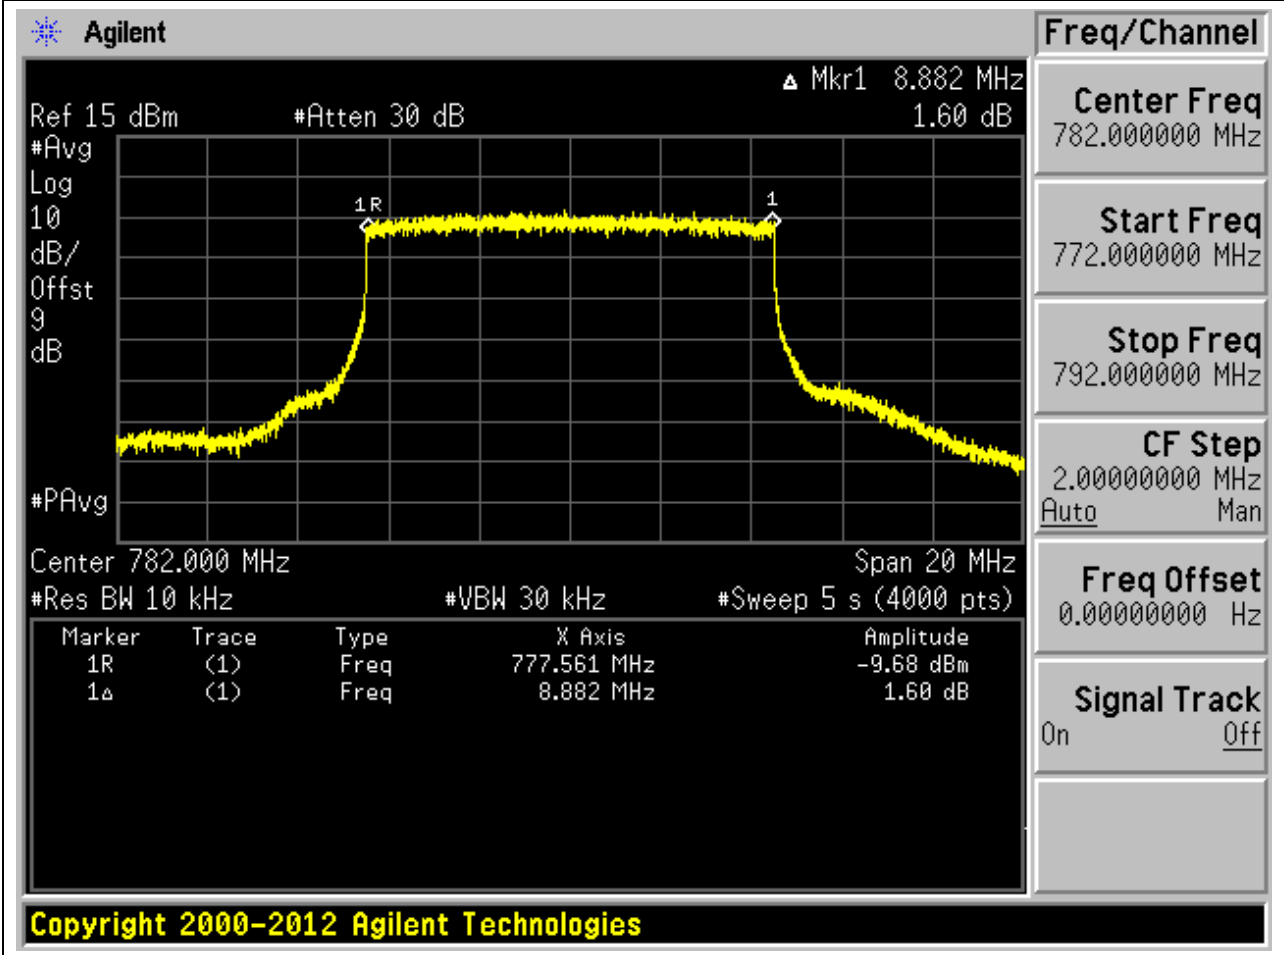 Agilent
Freq/Channel
Δ Mkr1 8.882 MHz
Ref 15 dBm #Atten 30 dB 1.60 dB
#Avg
Log
10
dB/
Offst
9
dB
#PAvg
1R
1
Center 782.000 MHz Span 20 MHz
#Res BW 10 kHz #VBW 30 kHz #Sweep 5 s (4000 pts)
Marker Trace Type X Axis Amplitude
1R (1) Freq 777.561 MHz -9.68 dBm
1Δ (1) Freq 8.882 MHz 1.60 dB
Center Freq
782.000000 MHz
Start Freq
772.000000 MHz
Stop Freq
792.000000 MHz
CF Step
2.00000000 MHz
Auto Man
Freq Offset
0.00000000 Hz
Signal Track
On Off
Copyright 2000-2012 Agilent Technologies